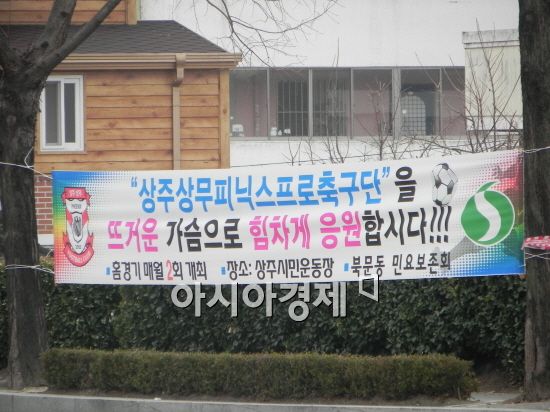 "상주상무피닉스프로축구단"을
뜨거운 가슴으로 힘차게 응원합시다!!!
▪홈경기 매월 2회 개최 ▪장소: 상주시민운동장 ▪북문동 민요보존회
아시아경제